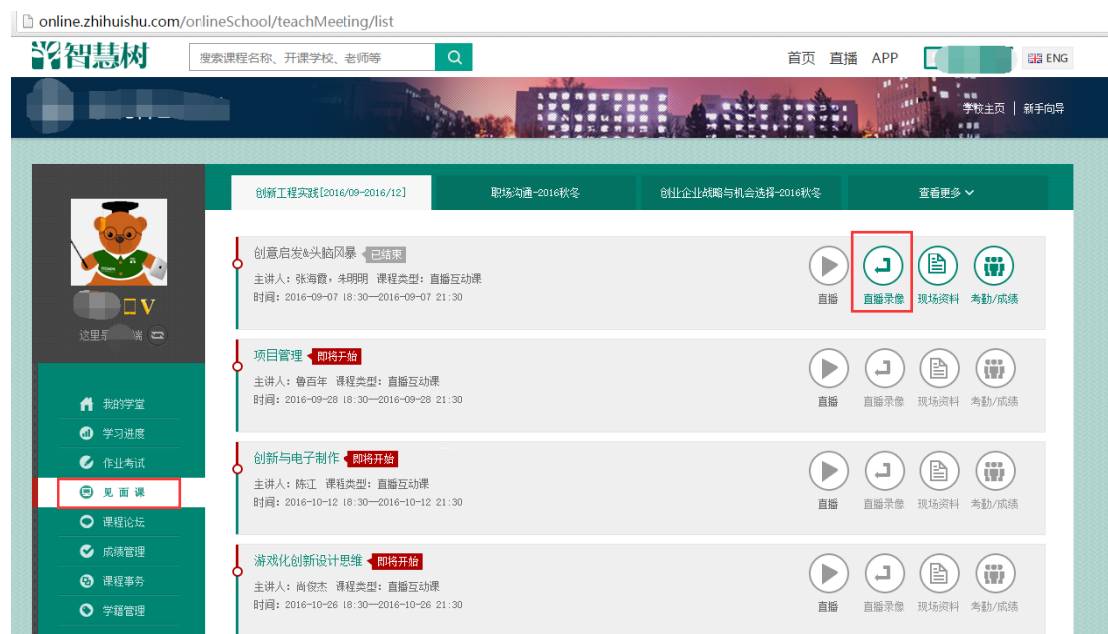 online.zhihuishu.com/onlineSchool/teachMeeting/list
智慧树 搜索课程名称、开课学校、老师等 首页 直播 APP ENG
学校主页 | 新手向导
创新工程实践[2016/09-2016/12] 职场沟通-2016秋冬 创业企业战略与机会选择-2016秋冬 查看更多
创意启发&头脑风暴 已结束
主讲人: 张海霞, 朱明明 课程类型: 直播互动课
时间: 2016-09-07 18:30—2016-09-07 21:30
直播 直播录像 现场资料 考勤/成绩
V
这里
项目管理 即将开始
主讲人: 鲁百年 课程类型: 直播互动课
时间: 2016-09-28 18:30—2016-09-28 21:30
直播 直播录像 现场资料 考勤/成绩
我的学堂
学习进度
作业考试
见面课
课程论坛
成绩管理
课程事务
学籍管理
创新与电子制作 即将开始
主讲人: 陈江 课程类型: 直播互动课
时间: 2016-10-12 18:30—2016-10-12 21:30
直播 直播录像 现场资料 考勤/成绩
游戏化创新设计思维 即将开始
主讲人: 尚俊杰 课程类型: 直播互动课
时间: 2016-10-26 18:30—2016-10-26 21:30
直播 直播录像 现场资料 考勤/成绩